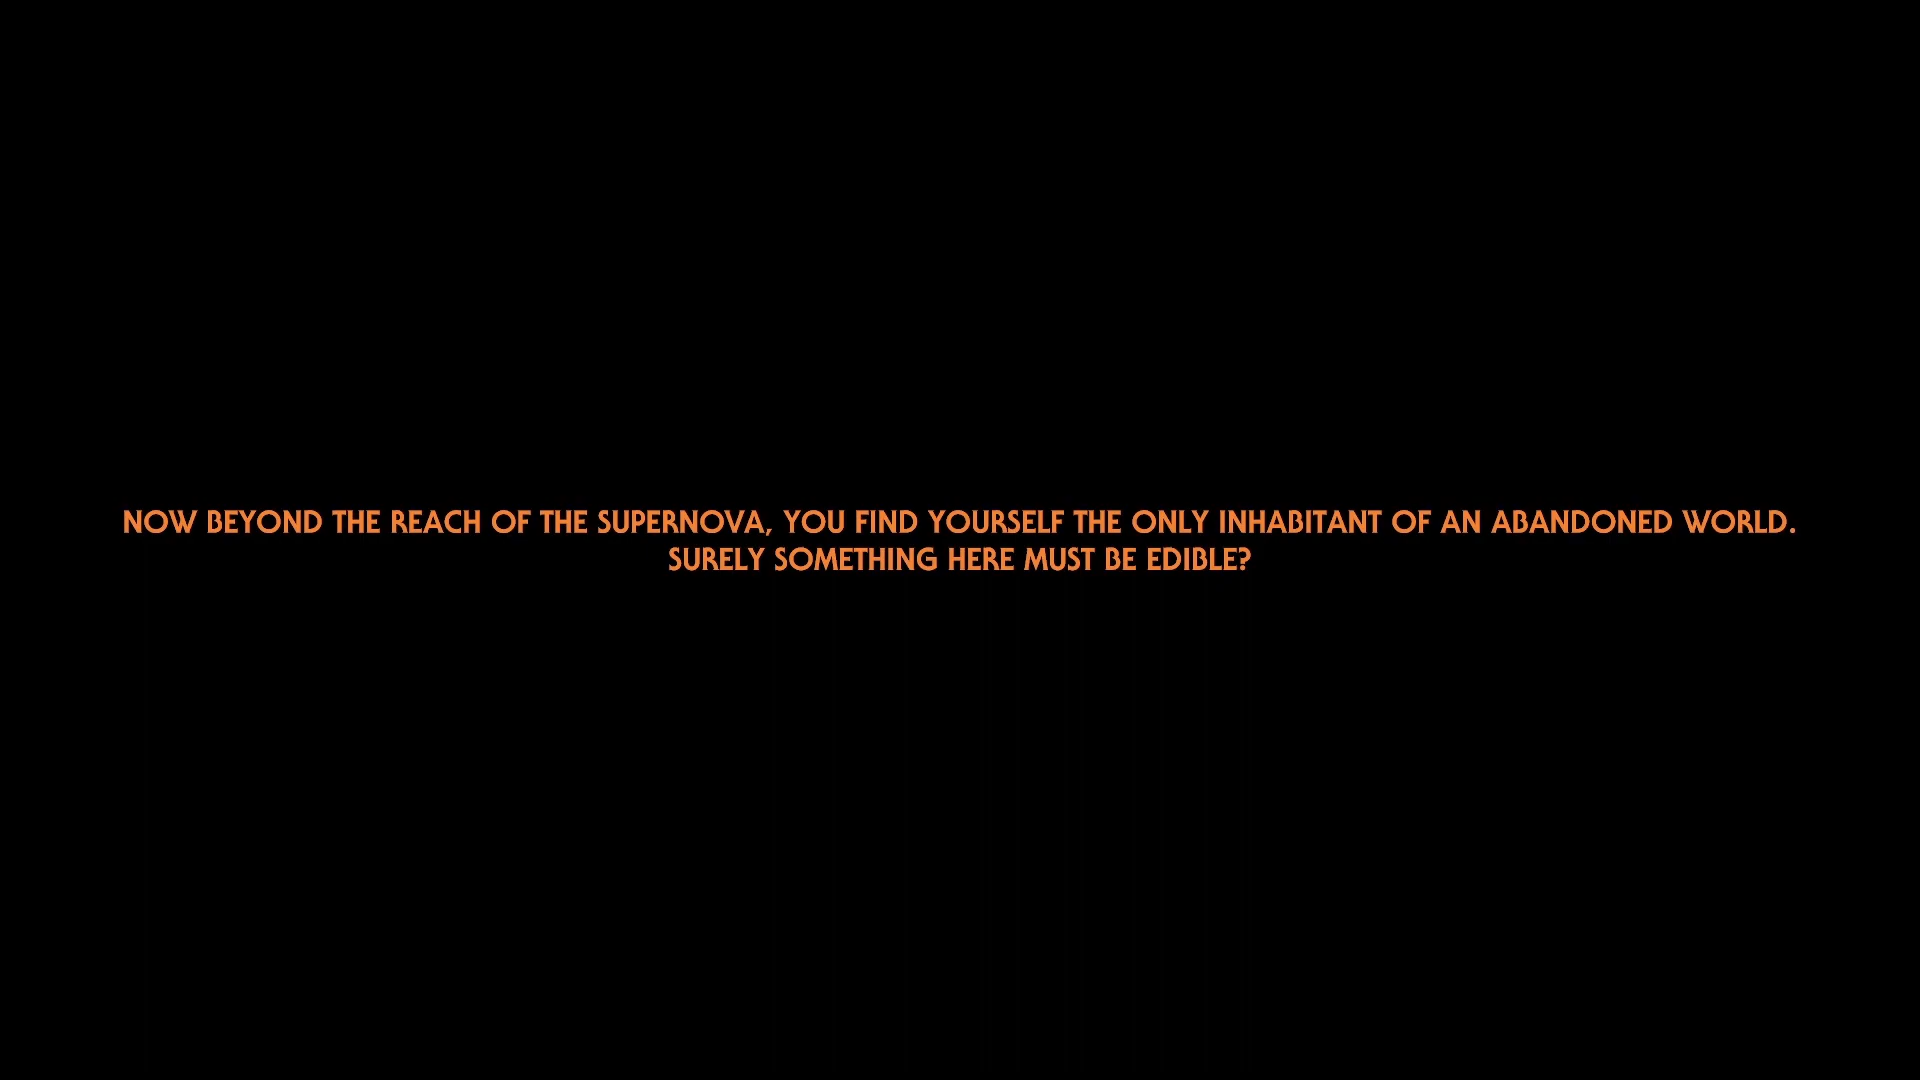 NOW BEYOND THE REACH OF THE SUPERNOVA, YOU FIND YOURSELF THE ONLY INHABITANT OF AN ABANDONED WORLD.
SURELY SOMETHING HERE MUST BE EDIBLE?